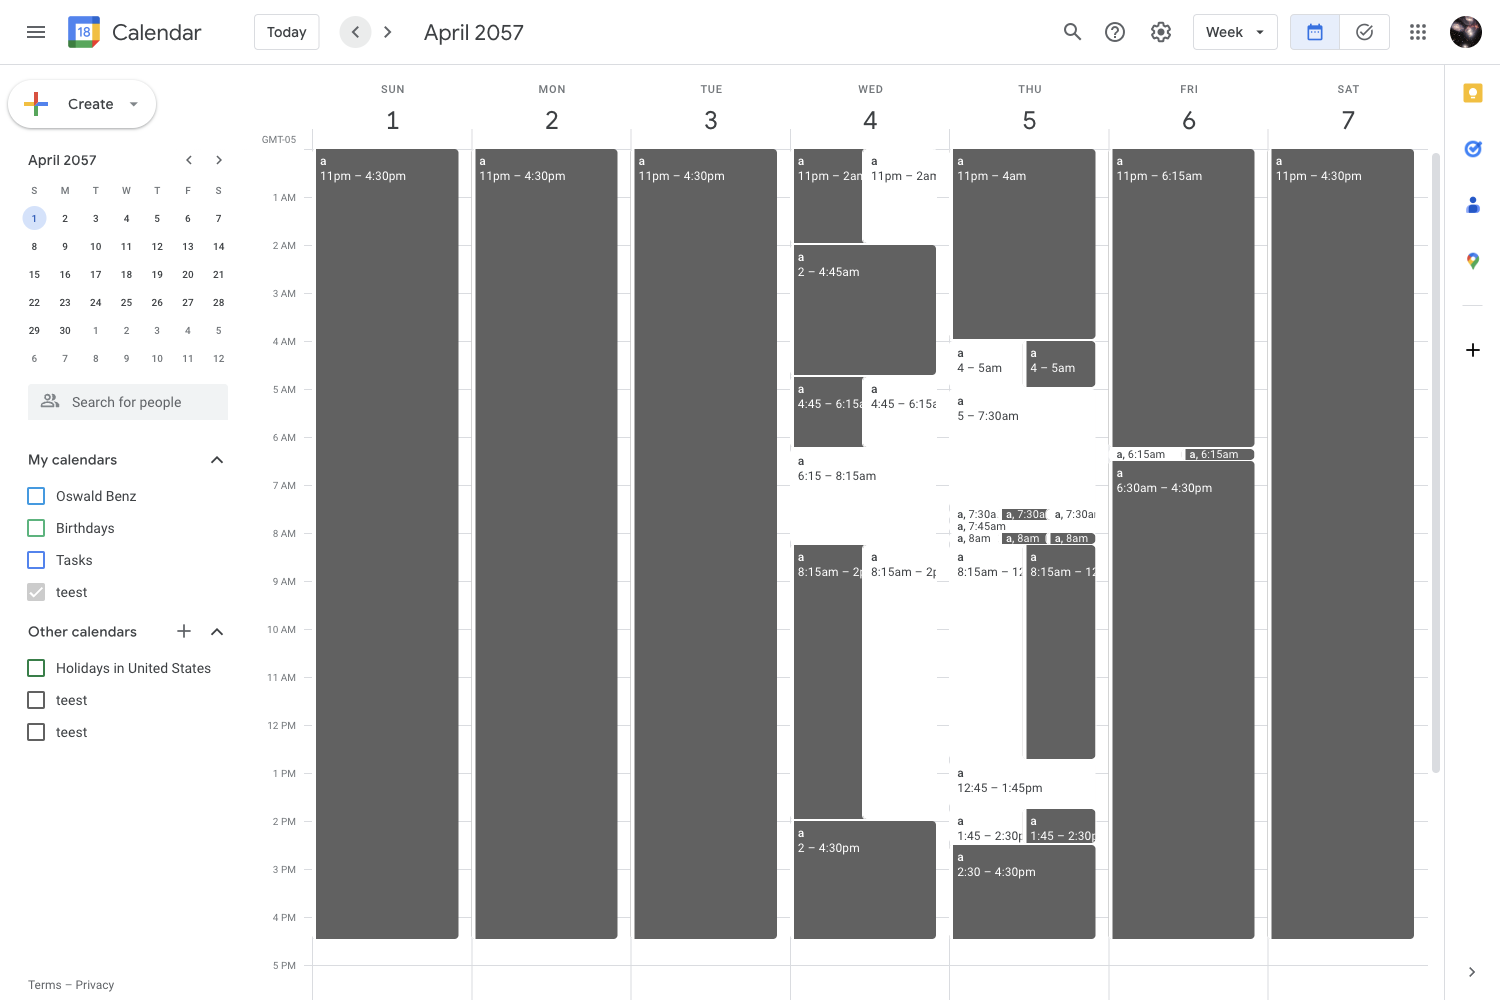 18 Calendar Today April 2057 Week
Create
April 2057
S M T W T F S
1 2 3 4 5 6 7
8 9 10 11 12 13 14
15 16 17 18 19 20 21
22 23 24 25 26 27 28
29 30 1 2 3 4 5
6 7 8 9 10 11 12
Search for people
My calendars
Oswald Benz
Birthdays
Tasks
teest
Other calendars
Holidays in United States
teest
teest
Terms – Privacy
SUN MON TUE WED THU FRI SAT
1 2 3 4 5 6 7
GMT-05
1 AM
2 AM
3 AM
4 AM
5 AM
6 AM
7 AM
8 AM
9 AM
10 AM
11 AM
12 PM
1 PM
2 PM
3 PM
4 PM
5 PM
a
11pm – 4:30pm
a
11pm – 4:30pm
a
11pm – 4:30pm
a
11pm – 2am
a
11pm – 2am
a
2 – 4:45am
a
4:45 – 6:15a
a
4:45 – 6:15a
a
6:15 – 8:15am
a
8:15am – 2p
a
8:15am – 2p
a
2 – 4:30pm
a
11pm – 4am
a
4 – 5am
a
4 – 5am
a
5 – 7:30am
a, 7:30a
a, 7:30a
a, 7:30a
a, 7:45am
a, 8am
a, 8am
a, 8am
a
8:15am – 12
a
8:15am – 12
a
12:45 – 1:45pm
a
1:45 – 2:30p
a
1:45 – 2:30p
a
2:30 – 4:30pm
a
11pm – 6:15am
a, 6:15am
a, 6:15am
a
6:30am – 4:30pm
a
11pm – 4:30pm